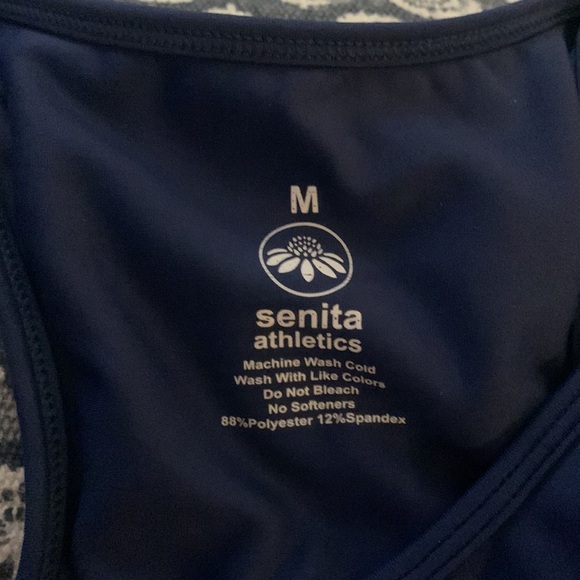 M
senita
athletics
Machine Wash Cold
Wash With Like Colors
Do Not Bleach
No Softeners
88%Polyester 12%Spandex